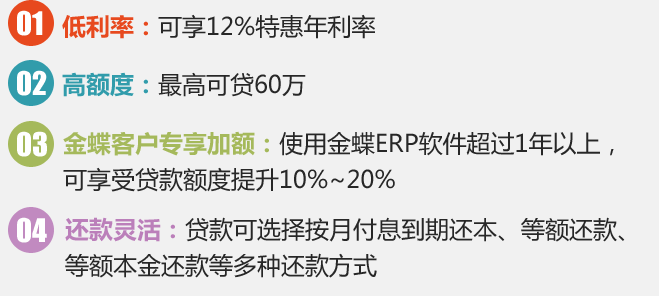 01 低利率：可享12%特惠年利率
02 高额度：最高可贷60万
03 金蝶客户专享加额：使用金蝶ERP软件超过1年以上，
可享受贷款额度提升10%~20%
04 还款灵活：贷款可选择按月付息到期还本、等额还款、
等额本金还款等多种还款方式